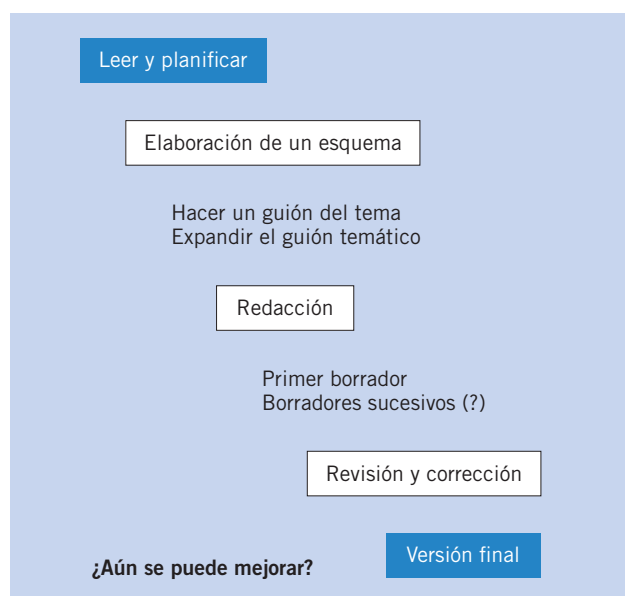 Leer y planificar
Elaboración de un esquema
Hacer un guión del tema
Expandir el guión temático
Redacción
Primer borrador
Borradores sucesivos (?)
Revisión y corrección
Versión final
¿Aún se puede mejorar?